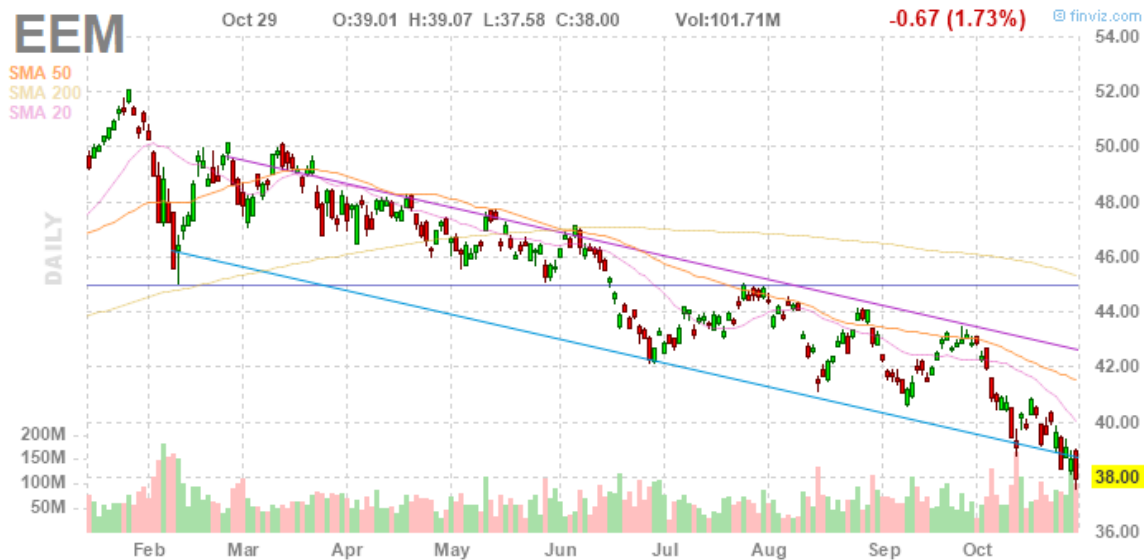 EEM
Oct 29 O:39.01 H:39.07 L:37.58 C:38.00 Vol:101.71M -0.67 (1.73%) © finviz.com
SMA 50
SMA 200
SMA 20
DAILY
54.00
52.00
50.00
48.00
46.00
44.00
42.00
40.00
38.00
36.00
200M
150M
100M
50M
Feb Mar Apr May Jun Jul Aug Sep Oct